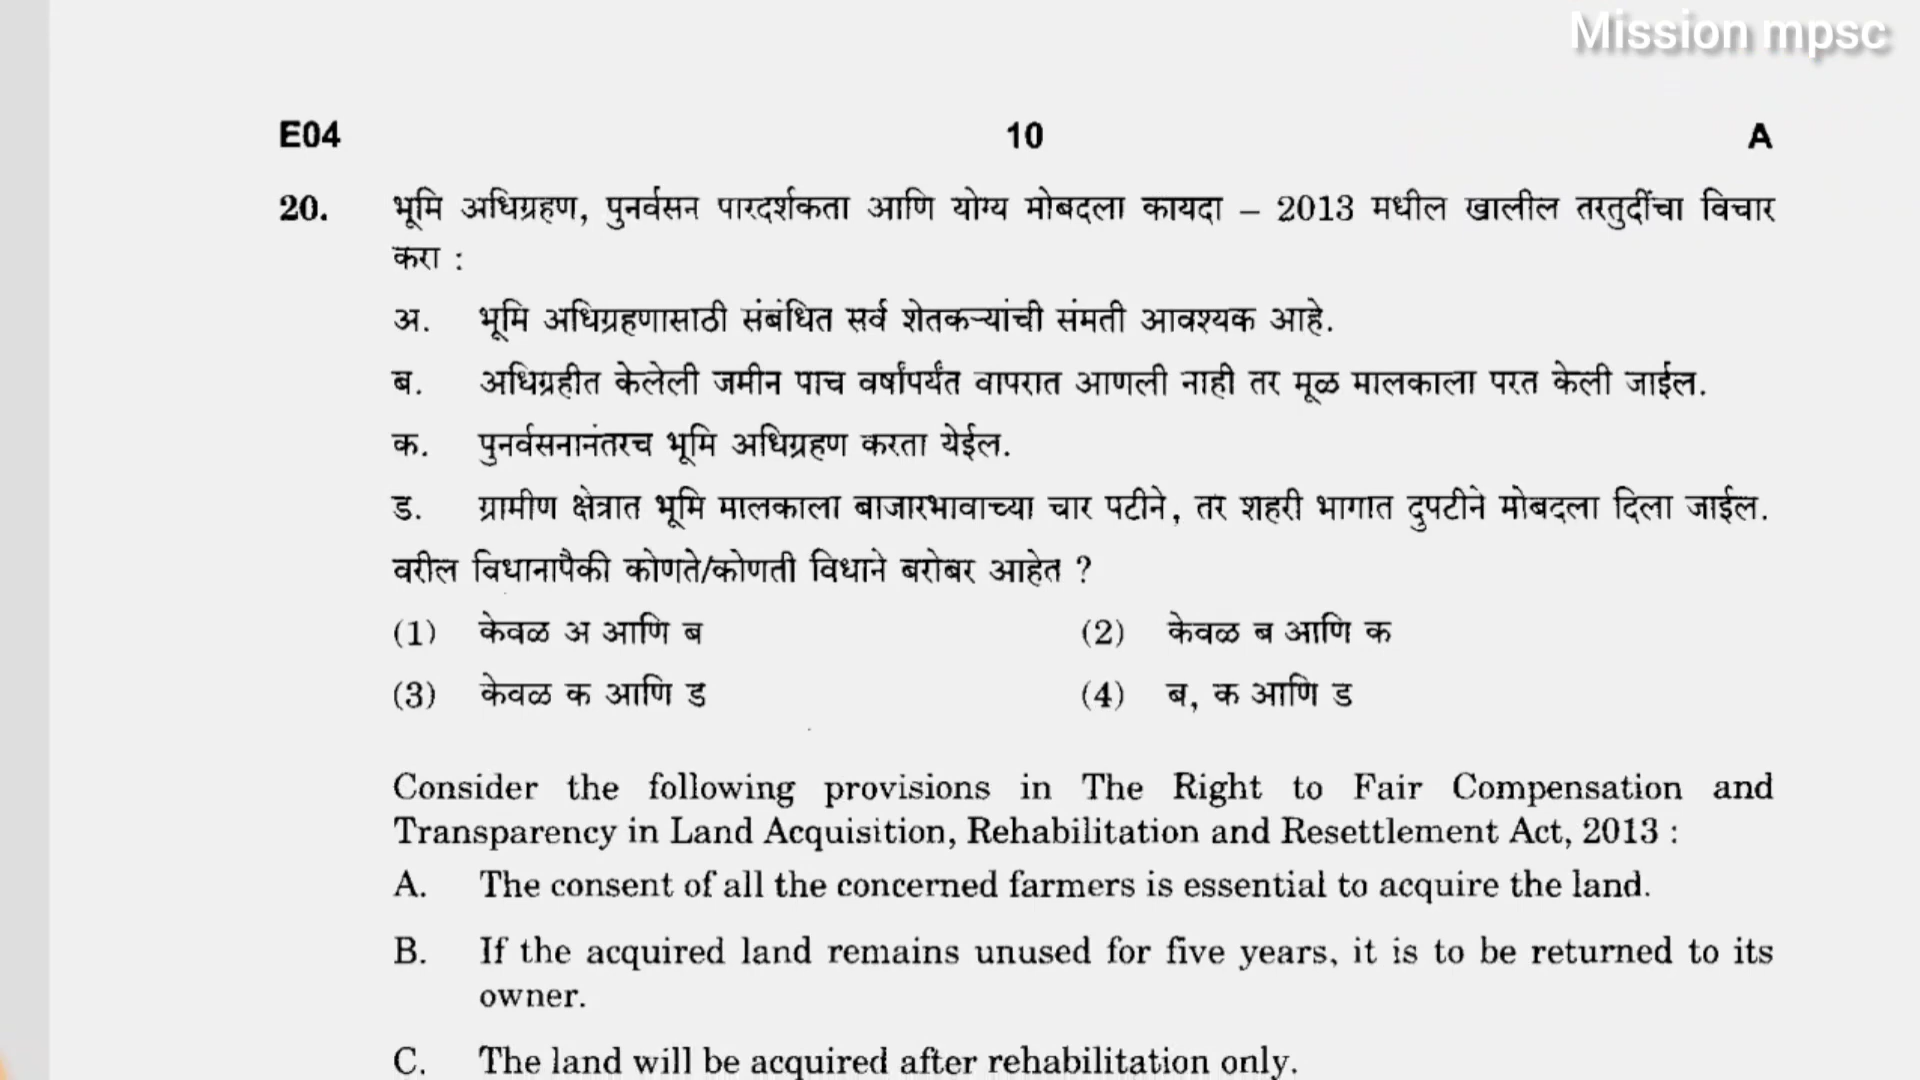 Mission mpsc
E04 10 A
20. भूमि अधिग्रहण, पुनर्वसन पारदर्शकता आणि योग्य मोबदला कायदा – 2013 मधील खालील तरतुदींचा विचार
करा :
अ. भूमि अधिग्रहणासाठी संबंधित सर्व शेतकऱ्यांची संमती आवश्यक आहे.
ब. अधिग्रहीत केलेली जमीन पाच वर्षांपर्यंत वापरात आणली नाही तर मूळ मालकाला परत केली जाईल.
क. पुनर्वसनानंतरच भूमि अधिग्रहण करता येईल.
ड. ग्रामीण क्षेत्रात भूमि मालकाला बाजारभावाच्या चार पटीने, तर शहरी भागात दुपटीने मोबदला दिला जाईल.
वरील विधानापैकी कोणते/कोणती विधाने बरोबर आहेत ?
(1) केवळ अ आणि ब (2) केवळ ब आणि क
(3) केवळ क आणि ड (4) ब, क आणि ड
Consider the following provisions in The Right to Fair Compensation and
Transparency in Land Acquisition, Rehabilitation and Resettlement Act, 2013 :
A. The consent of all the concerned farmers is essential to acquire the land.
B. If the acquired land remains unused for five years, it is to be returned to its
owner.
C. The land will be acquired after rehabilitation only.